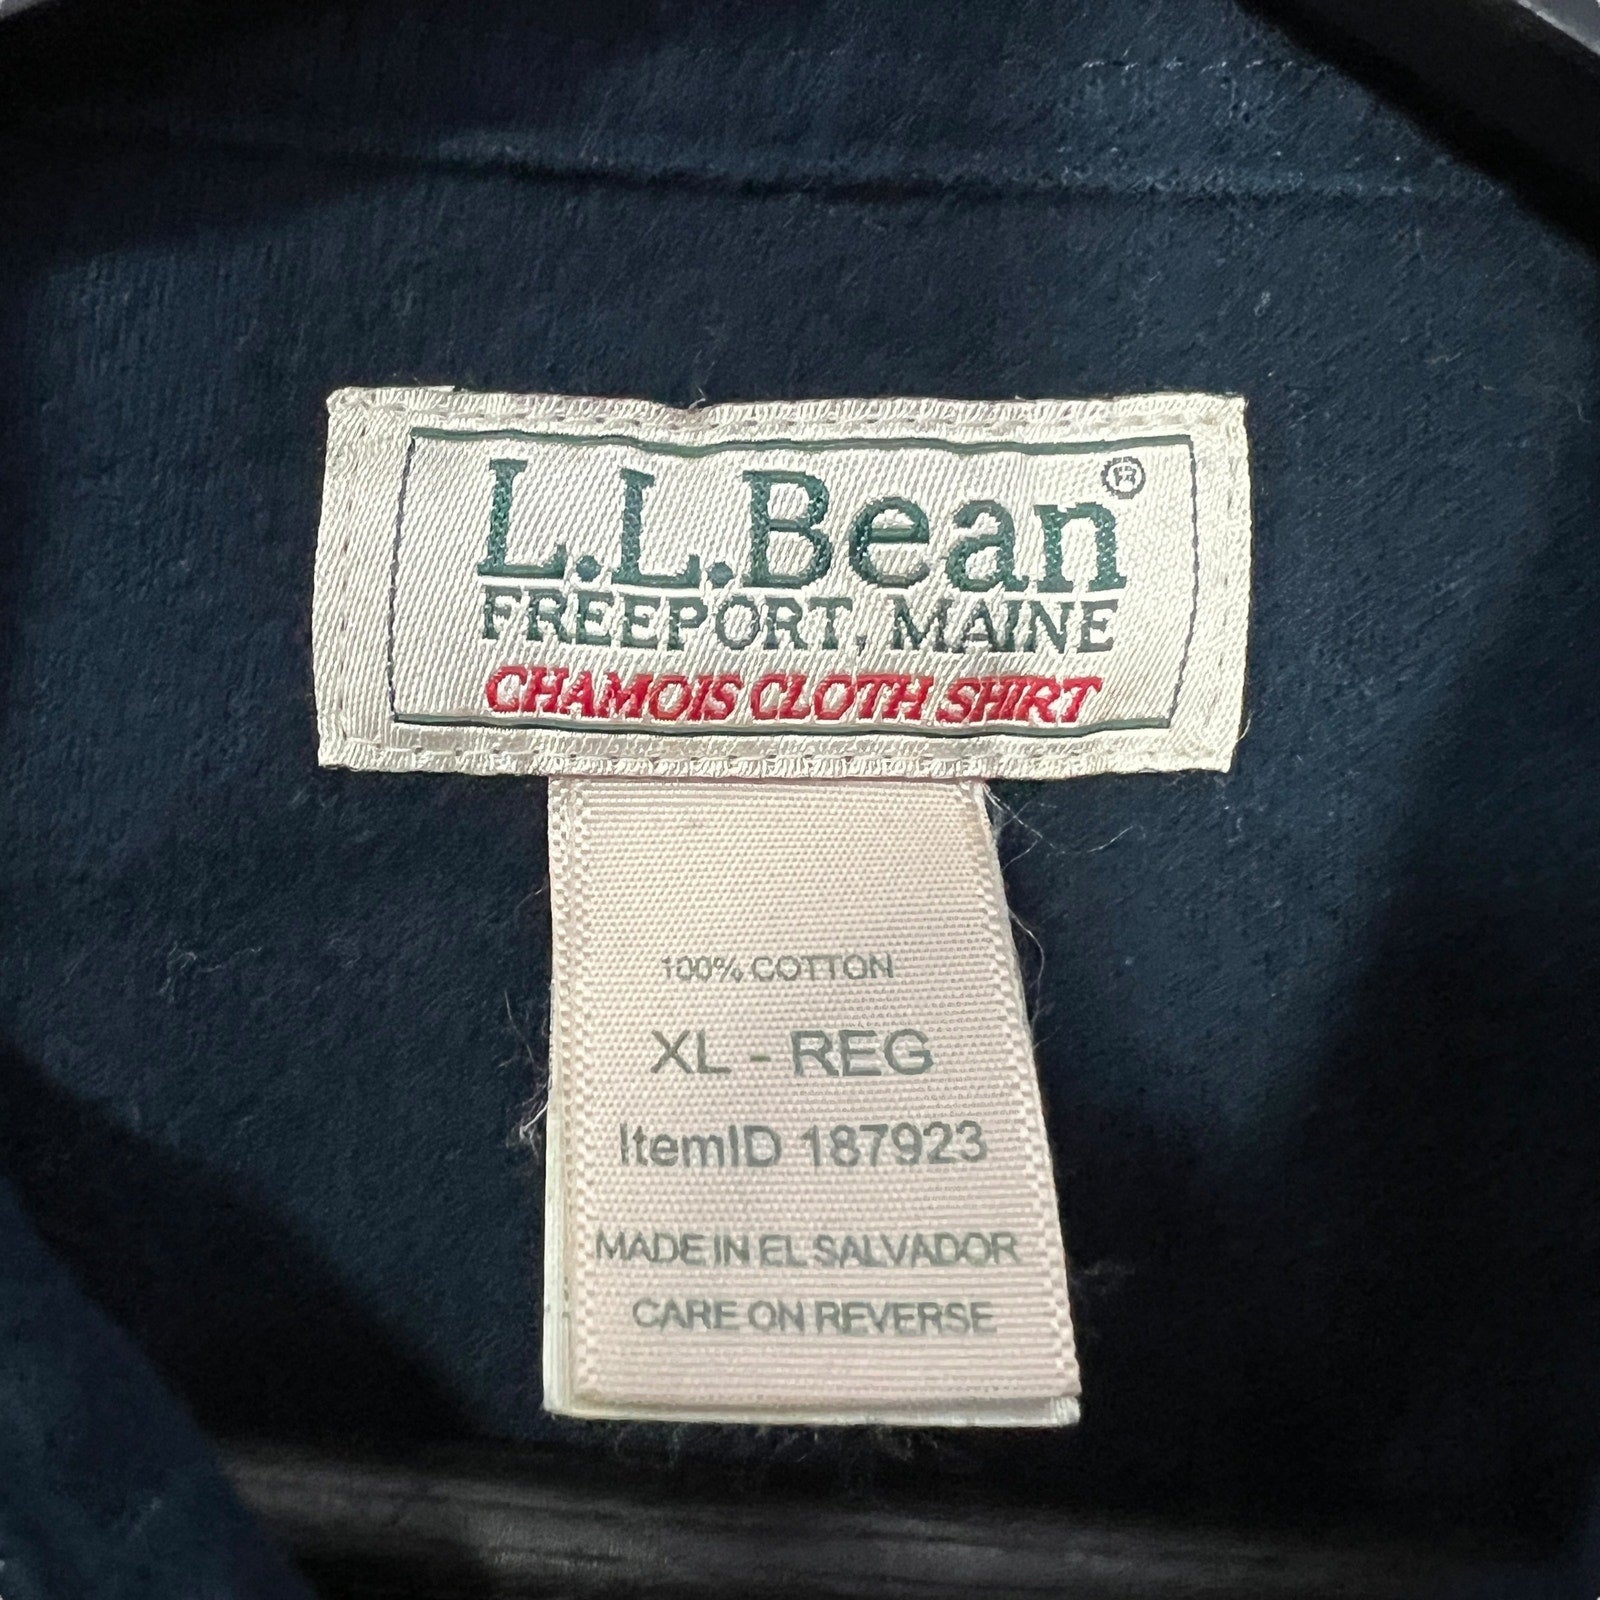 L.L.Bean®
FREEPORT, MAINE
CHAMOIS CLOTH SHIRT
100% COTTON
XL - REG
ItemID 187923
MADE IN EL SALVADOR
CARE ON REVERSE